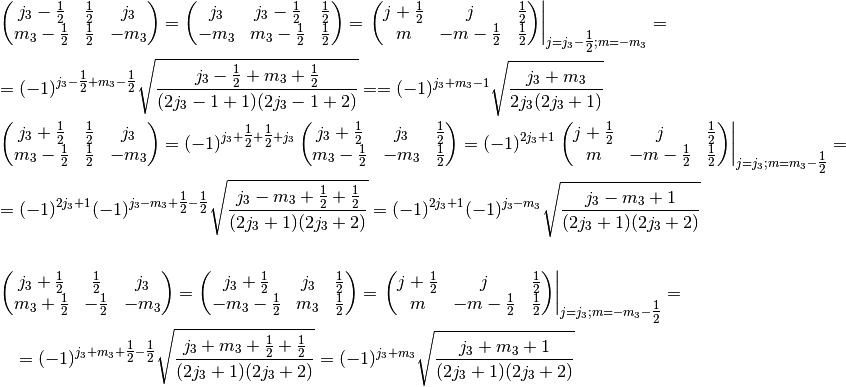 \begin{pmatrix} j_3-\frac{1}{2} & \frac{1}{2} & j_3 \\ m_3-\frac{1}{2} & \frac{1}{2} & -m_3 \end{pmatrix} = \begin{pmatrix} j_3 & j_3-\frac{1}{2} & \frac{1}{2} \\ -m_3 & m_3-\frac{1}{2} & \frac{1}{2} \end{pmatrix} = \left. \begin{pmatrix} j+\frac{1}{2} & j & \frac{1}{2} \\ m & -m-\frac{1}{2} & \frac{1}{2} \end{pmatrix} \right|_{j=j_3-\frac{1}{2};m=-m_3} =
= (-1)^{j_3-\frac{1}{2}+m_3-\frac{1}{2}} \sqrt{\frac{j_3-\frac{1}{2}+m_3+\frac{1}{2}}{(2j_3-1+1)(2j_3-1+2)}} == (-1)^{j_3+m_3-1} \sqrt{\frac{j_3+m_3}{2j_3(2j_3+1)}}
\begin{pmatrix} j_3+\frac{1}{2} & \frac{1}{2} & j_3 \\ m_3-\frac{1}{2} & \frac{1}{2} & -m_3 \end{pmatrix} = (-1)^{j_3+\frac{1}{2}+\frac{1}{2}+j_3} \begin{pmatrix} j_3+\frac{1}{2} & j_3 & \frac{1}{2} \\ m_3-\frac{1}{2} & -m_3 & \frac{1}{2} \end{pmatrix} = (-1)^{2j_3+1} \left. \begin{pmatrix} j+\frac{1}{2} & j & \frac{1}{2} \\ m & -m-\frac{1}{2} & \frac{1}{2} \end{pmatrix} \right|_{j=j_3;m=m_3-\frac{1}{2}} =
= (-1)^{2j_3+1} (-1)^{j_3-m_3+\frac{1}{2}-\frac{1}{2}} \sqrt{\frac{j_3-m_3+\frac{1}{2}+\frac{1}{2}}{(2j_3+1)(2j_3+2)}} = (-1)^{2j_3+1} (-1)^{j_3-m_3} \sqrt{\frac{j_3-m_3+1}{(2j_3+1)(2j_3+2)}}
\begin{pmatrix} j_3+\frac{1}{2} & \frac{1}{2} & j_3 \\ m_3+\frac{1}{2} & -\frac{1}{2} & -m_3 \end{pmatrix} = \begin{pmatrix} j_3+\frac{1}{2} & j_3 & \frac{1}{2} \\ -m_3-\frac{1}{2} & m_3 & \frac{1}{2} \end{pmatrix} = \left. \begin{pmatrix} j+\frac{1}{2} & j & \frac{1}{2} \\ m & -m-\frac{1}{2} & \frac{1}{2} \end{pmatrix} \right|_{j=j_3;m=-m_3-\frac{1}{2}} =
= (-1)^{j_3+m_3+\frac{1}{2}-\frac{1}{2}} \sqrt{\frac{j_3+m_3+\frac{1}{2}+\frac{1}{2}}{(2j_3+1)(2j_3+2)}} = (-1)^{j_3+m_3} \sqrt{\frac{j_3+m_3+1}{(2j_3+1)(2j_3+2)}}